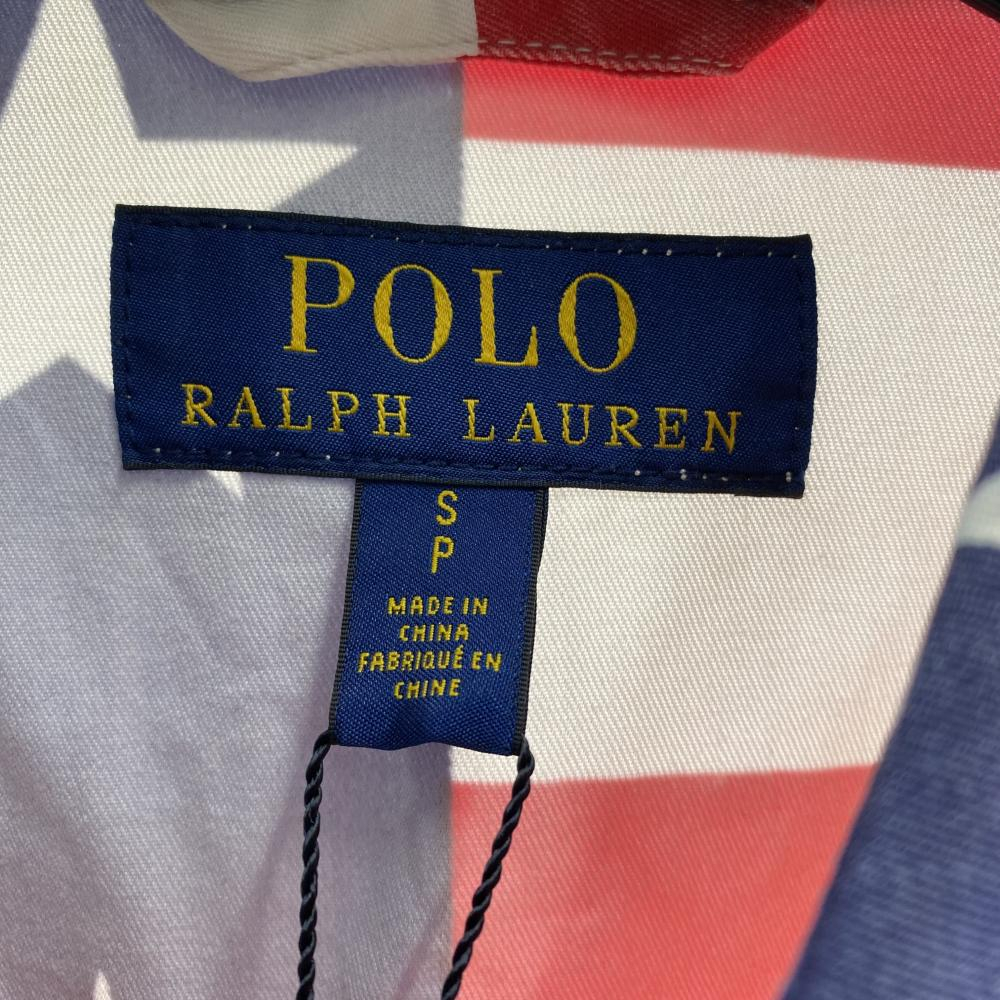 POLO
RALPH LAUREN
S
P
MADE IN
CHINA
FABRIQUÉ EN
CHINE